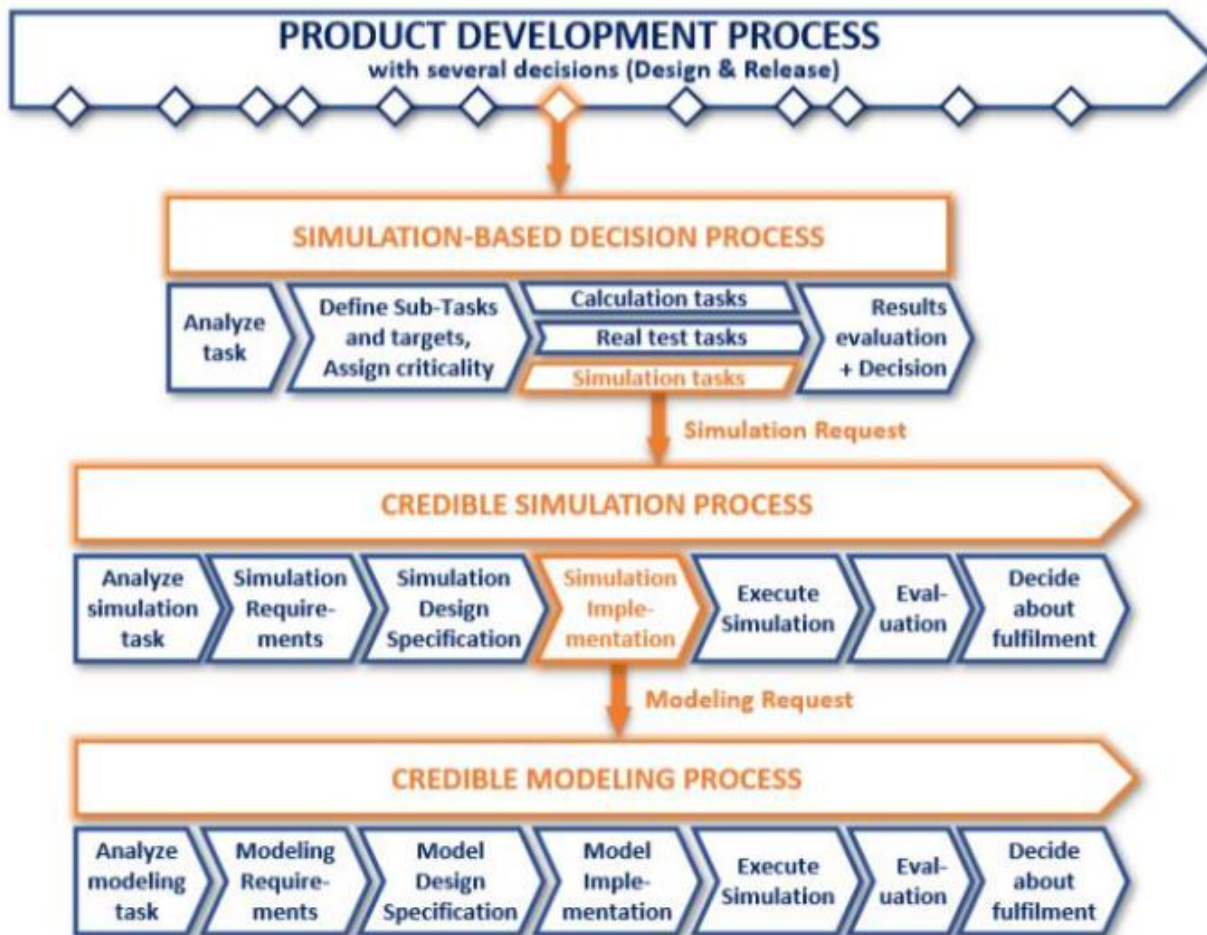 PRODUCT DEVELOPMENT PROCESS
with several decisions (Design & Release)
SIMULATION-BASED DECISION PROCESS
Analyze
task
Define Sub-Tasks
and targets,
Assign criticality
Calculation tasks
Real test tasks
Simulation tasks
Results
evaluation
+ Decision
Simulation Request
CREDIBLE SIMULATION PROCESS
Analyze
simulation
task
Simulation
Require-
ments
Simulation
Design
Specification
Simulation
Imple-
mentation
Execute
Simulation
Eval-
uation
Decide
about
fulfilment
Modeling Request
CREDIBLE MODELING PROCESS
Analyze
modeling
task
Modeling
Require-
ments
Model
Design
Specification
Model
Imple-
mentation
Execute
Simulation
Eval-
uation
Decide
about
fulfilment